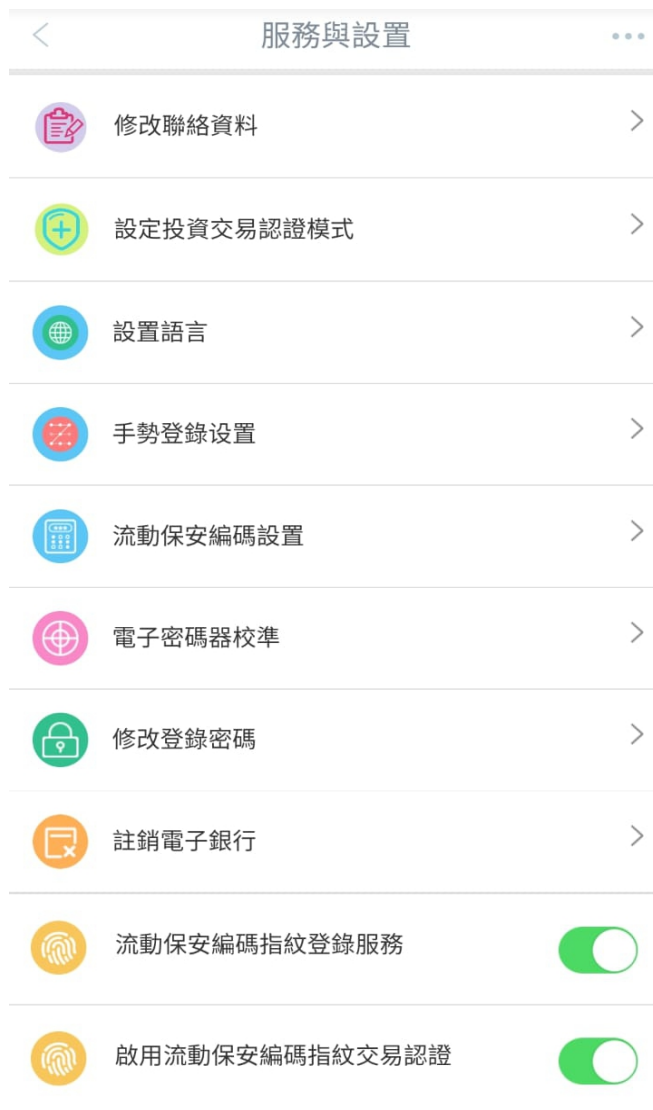 服務與設置
修改聯絡資料
設定投資交易認證模式
設置語言
手勢登錄设置
流動保安編碼設置
電子密碼器校準
修改登錄密碼
註銷電子銀行
流動保安編碼指紋登錄服務
啟用流動保安編碼指紋交易認證